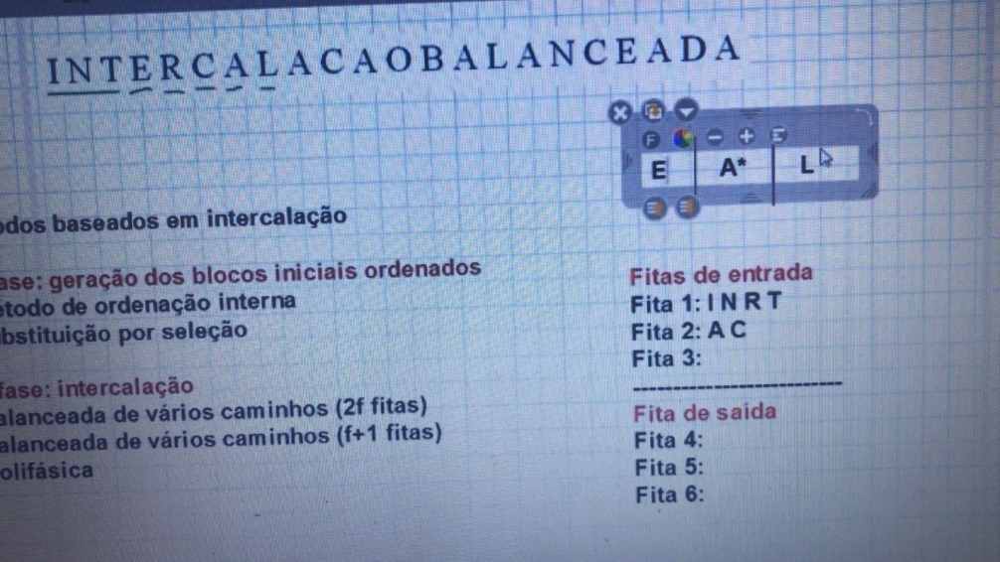 INTERCALACAOBALANCEADA
E A* L
odos baseados em intercalação
ase: geração dos blocos iniciais ordenados
étodo de ordenação interna
bstituição por seleção
fase: intercalação
alanceada de vários caminhos (2f fitas)
alanceada de vários caminhos (f+1 fitas)
olifásica
Fitas de entrada
Fita 1: I N R T
Fita 2: A C
Fita 3:
--------------------------
Fita de saída
Fita 4:
Fita 5:
Fita 6: